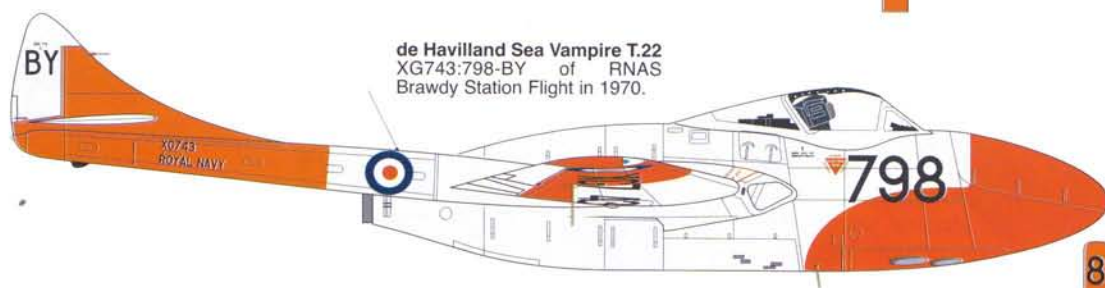 de Havilland Sea Vampire T.22
XG743:798-BY of RNAS
Brawdy Station Flight in 1970.
BY
XG743
ROYAL NAVY
798
8